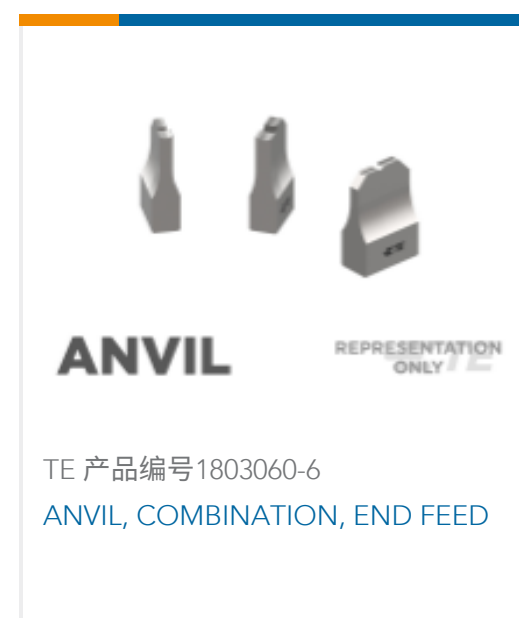 ANVIL
REPRESENTATION
ONLY
TE
TE 产品编号1803060-6
ANVIL, COMBINATION, END FEED